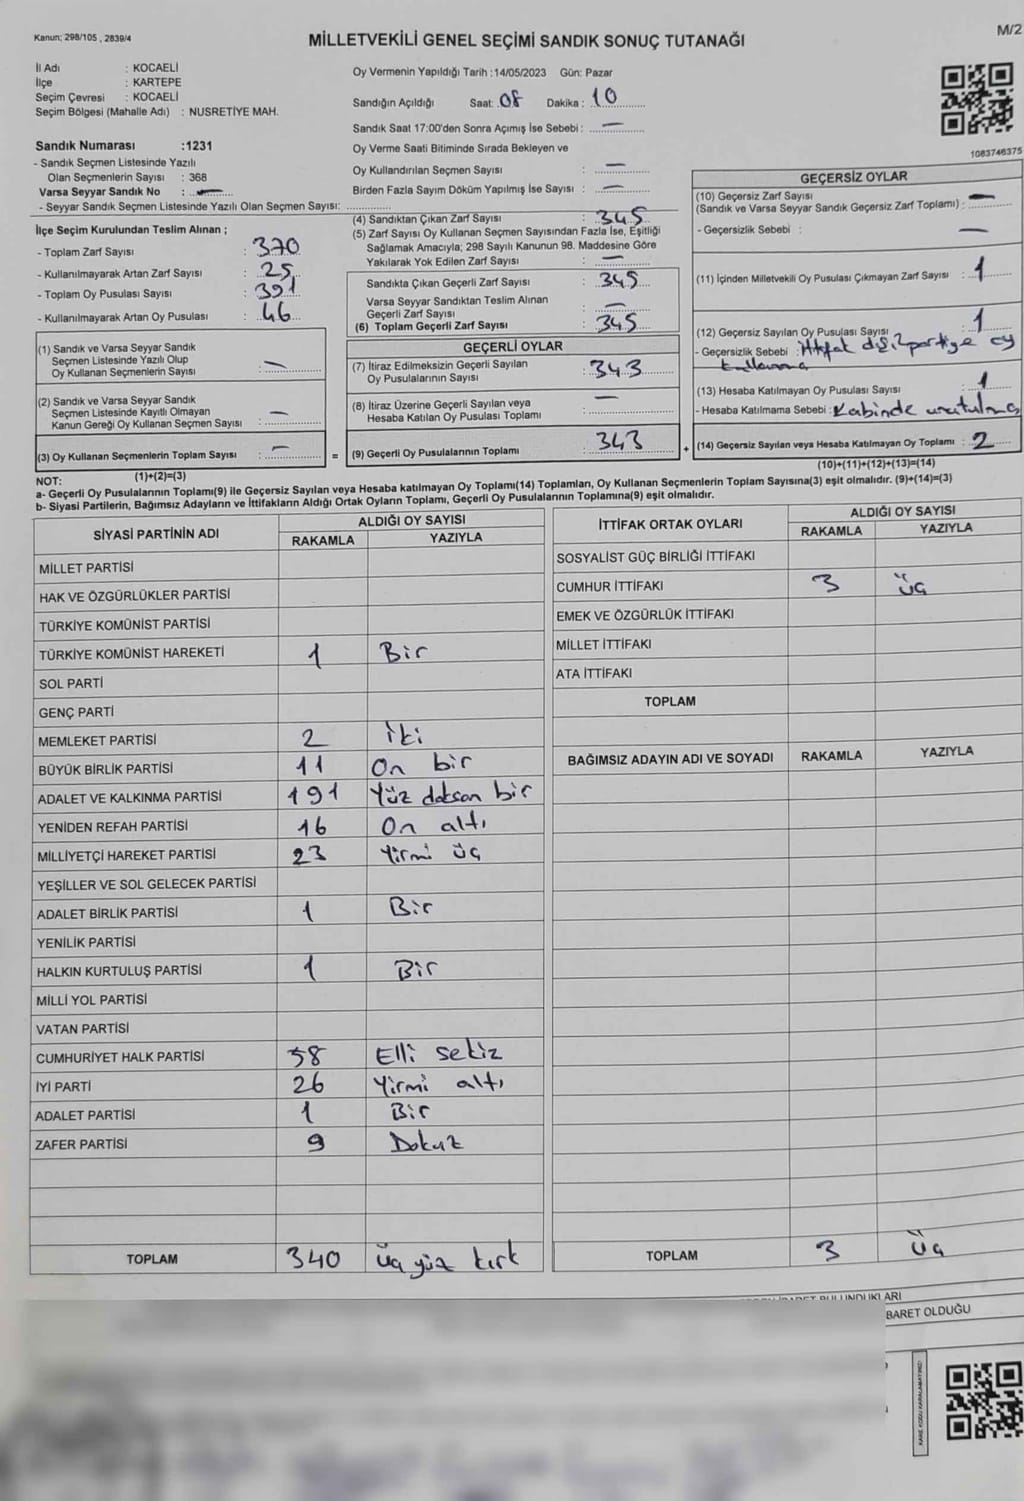 Kanun; 298/105 , 2839/4
M/2
MİLLETVEKİLİ GENEL SEÇİMİ SANDIK SONUÇ TUTANAĞI
İl Adı : KOCAELİ
İlçe : KARTEPE
Seçim Çevresi : KOCAELİ
Seçim Bölgesi (Mahalle Adı) : NUSRETİYE MAH.
Sandık Numarası :1231
- Sandık Seçmen Listesinde Yazılı
Olan Seçmenlerin Sayısı : 368
Varsa Seyyar Sandık No : —
- Seyyar Sandık Seçmen Listesinde Yazılı Olan Seçmen Sayısı:
İlçe Seçim Kurulundan Teslim Alınan ;
- Toplam Zarf Sayısı : 370
- Kullanılmayarak Artan Zarf Sayısı : 25
- Toplam Oy Pusulası Sayısı : 391
- Kullanılmayarak Artan Oy Pusulası : 46
(1) Sandık ve Varsa Seyyar Sandık
Seçmen Listesinde Yazılı Olup
Oy Kullanan Seçmenlerin Sayısı : —
(2) Sandık ve Varsa Seyyar Sandık
Seçmen Listesinde Kayıtlı Olmayan
Kanun Gereği Oy Kullanan Seçmen Sayısı : —
(3) Oy Kullanan Seçmenlerin Toplam Sayısı : —
(1)+(2)=(3)
Oy Vermenin Yapıldığı Tarih :14/05/2023 Gün: Pazar
Sandığın Açıldığı Saat: 08 Dakika : 10
Sandık Saat 17:00'den Sonra Açımış İse Sebebi : —
Oy Verme Saati Bitiminde Sırada Bekleyen ve
Oy Kullandırılan Seçmen Sayısı : —
Birden Fazla Sayım Döküm Yapılmış İse Sayısı : —
(4) Sandıktan Çıkan Zarf Sayısı : 345
(5) Zarf Sayısı Oy Kullanan Seçmen Sayısından Fazla İse, Eşitliği
Sağlamak Amacıyla; 298 Sayılı Kanunun 98. Maddesine Göre
Yakılarak Yok Edilen Zarf Sayısı : —
Sandıkta Çıkan Geçerli Zarf Sayısı : 345
Varsa Seyyar Sandıktan Teslim Alınan
Geçerli Zarf Sayısı : —
(6) Toplam Geçerli Zarf Sayısı : 345
GEÇERLİ OYLAR
(7) İtiraz Edilmeksizin Geçerli Sayılan
Oy Pusulalarının Sayısı : 343
(8) İtiraz Üzerine Geçerli Sayılan veya
Hesaba Katılan Oy Pusulası Toplamı : —
= (9) Geçerli Oy Pusulalarının Toplamı : 343
1083746375
GEÇERSİZ OYLAR
(10) Geçersiz Zarf Sayısı
(Sandık ve Varsa Seyyar Sandık Geçersiz Zarf Toplamı) : —
- Geçersizlik Sebebi : —
(11) İçinden Milletvekili Oy Pusulası Çıkmayan Zarf Sayısı : 1
(12) Geçersiz Sayılan Oy Pusulası Sayısı : 1
- Geçersizlik Sebebi : ittifak dışı 2 partiye oy
kullanma
(13) Hesaba Katılmayan Oy Pusulası Sayısı : 1
- Hesaba Katılmama Sebebi : Kabinde unutulma
+ (14) Geçersiz Sayılan veya Hesaba Katılmayan Oy Toplamı : 2
(10)+(11)+(12)+(13)=(14)
NOT:
a- Geçerli Oy Pusulalarının Toplamı(9) ile Geçersiz Sayılan veya Hesaba katılmayan Oy Toplamı(14) Toplamları, Oy Kullanan Seçmenlerin Toplam Sayısına(3) eşit olmalıdır. (9)+(14)=(3)
b- Siyasi Partilerin, Bağımsız Adayların ve İttifakların Aldığı Ortak Oyların Toplamı, Geçerli Oy Pusulalarının Toplamına(9) eşit olmalıdır.
SİYASİ PARTİNİN ADI ALDIĞI OY SAYISI
RAKAMLA YAZIYLA
MİLLET PARTİSİ
HAK VE ÖZGÜRLÜKLER PARTİSİ
TÜRKİYE KOMÜNİST PARTİSİ
TÜRKİYE KOMÜNİST HAREKETİ 1 Bir
SOL PARTİ
GENÇ PARTİ
MEMLEKET PARTİSİ 2 İki
BÜYÜK BİRLİK PARTİSİ 11 On bir
ADALET VE KALKINMA PARTİSİ 191 Yüz doksan bir
YENİDEN REFAH PARTİSİ 16 On altı
MİLLİYETÇİ HAREKET PARTİSİ 23 Yirmi üç
YEŞİLLER VE SOL GELECEK PARTİSİ
ADALET BİRLİK PARTİSİ 1 Bir
YENİLİK PARTİSİ
HALKIN KURTULUŞ PARTİSİ 1 Bir
MİLLİ YOL PARTİSİ
VATAN PARTİSİ
CUMHURİYET HALK PARTİSİ 58 Elli sekiz
İYİ PARTİ 26 Yirmi altı
ADALET PARTİSİ 1 Bir
ZAFER PARTİSİ 9 Dokuz
TOPLAM 340 üç yüz kırk
İTTİFAK ORTAK OYLARI ALDIĞI OY SAYISI
RAKAMLA YAZIYLA
SOSYALİST GÜÇ BİRLİĞİ İTTİFAKI
CUMHUR İTTİFAKI 3 üç
EMEK VE ÖZGÜRLÜK İTTİFAKI
MİLLET İTTİFAKI
ATA İTTİFAKI
TOPLAM
BAĞIMSIZ ADAYIN ADI VE SOYADI RAKAMLA YAZIYLA
TOPLAM 3 üç
BULUNDUKLARI
BARET OLDUĞU